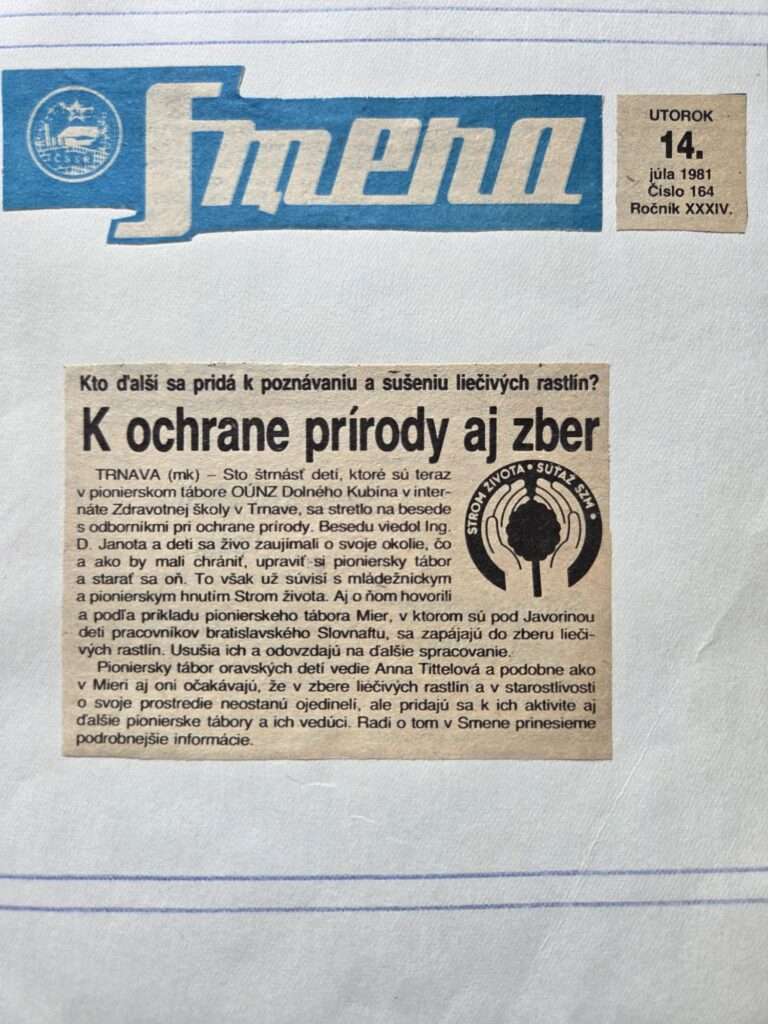 Smena
ČSSR
UTOROK
14.
júla 1981
Číslo 164
Ročník XXXIV.
Kto ďalší sa pridá k poznávaniu a sušeniu liečivých rastlín?
K ochrane prírody aj zber
TRNAVA (mk) – Sto štrnásť detí, ktoré sú teraz
v pionierskom tábore OÚNZ Dolného Kubína v inter-
náte Zdravotnej školy v Trnave, sa stretlo na besede
s odborníkmi pri ochrane prírody. Besedu viedol Ing.
D. Janota a deti sa živo zaujímali o svoje okolie, čo
a ako by mali chrániť, upraviť si pioniersky tábor
a starať sa oň. To však už súvisí s mládežníckym
a pionierskym hnutím Strom života. Aj o ňom hovorili
a podľa príkladu pionierskeho tábora Mier, v ktorom sú pod Javorinou
deti pracovníkov bratislavského Slovnaftu, sa zapájajú do zberu lieči-
vých rastlín. Usušia ich a odovzdajú na ďalšie spracovanie.
Pioniersky tábor oravských detí vedie Anna Tittelová a podobne ako
v Mieri aj oni očakávajú, že v zbere liečivých rastlín a v starostlivosti
o svoje prostredie neostanú ojedinelí, ale pridajú sa k ich aktivite aj
ďalšie pionierske tábory a ich vedúci. Radi o tom v Smene prinesieme
podrobnejšie informácie.
STROM ŽIVOTA • SÚŤAŽ SZM •